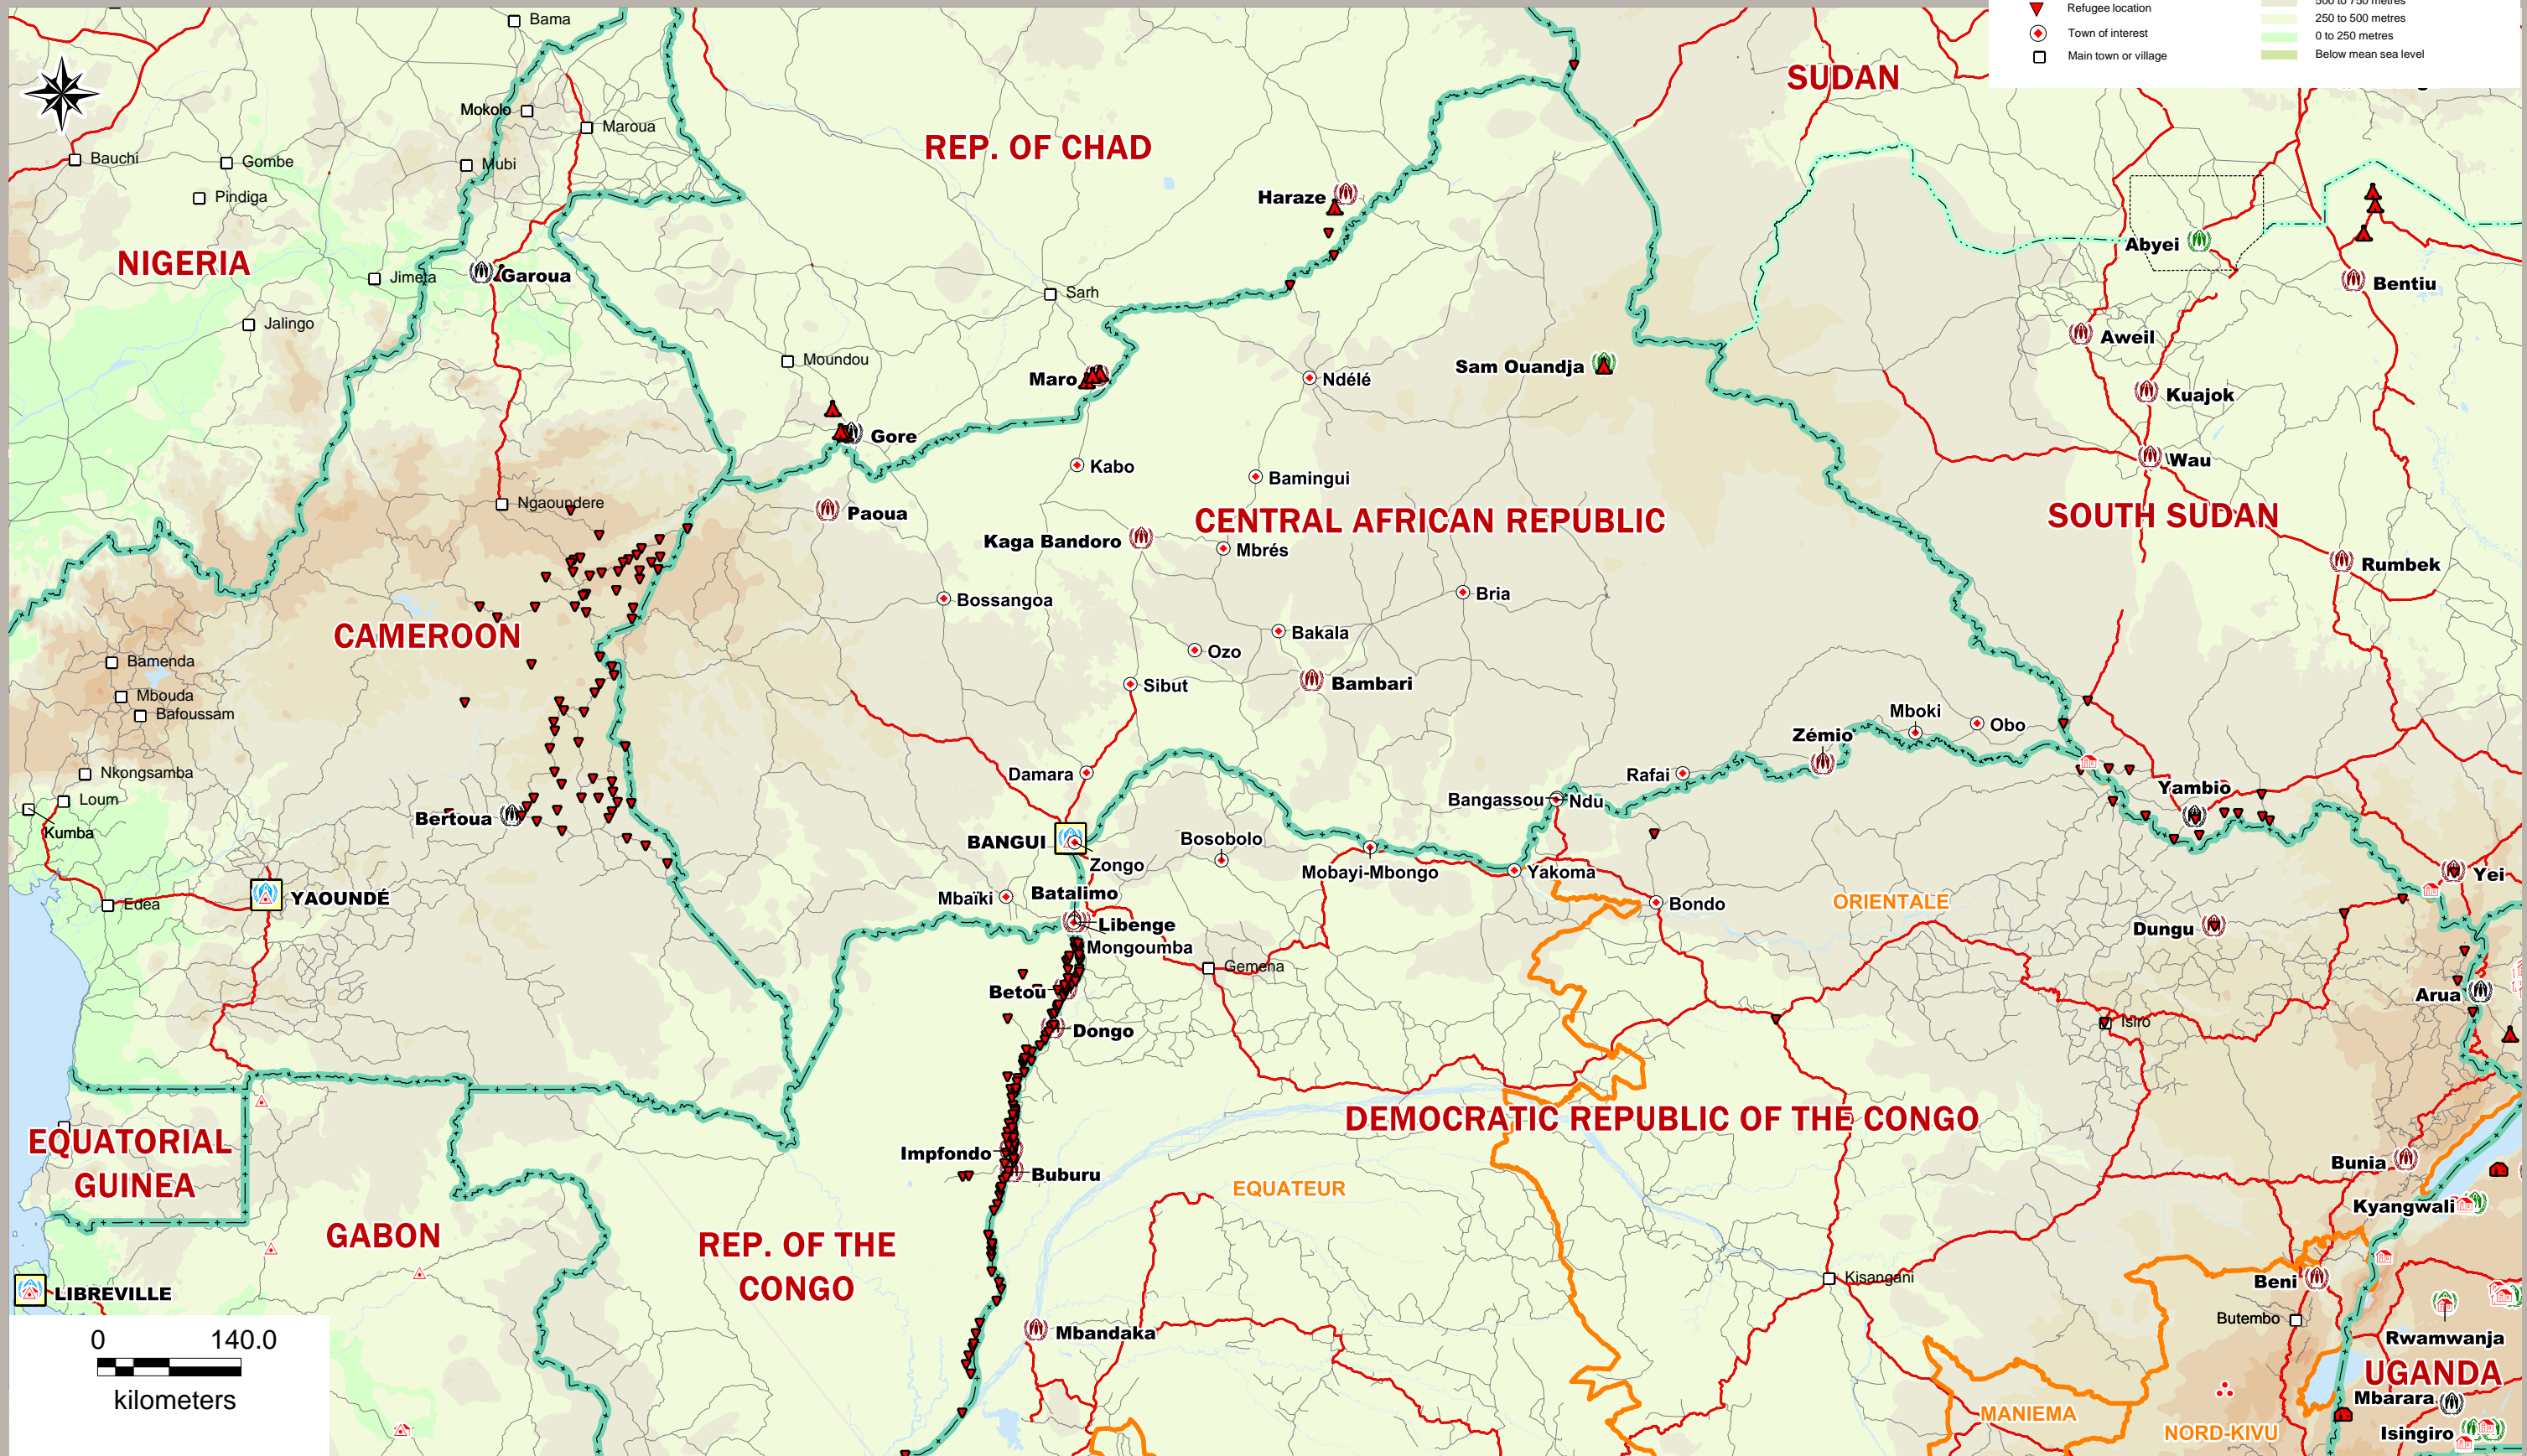 500 to 750 metres
Refugee location
250 to 500 metres
Town of interest
0 to 250 metres
Main town or village
Below mean sea level
Bama
SUDAN
Mokolo
Maroua
REP. OF CHAD
Bauchi
Gombe
Mubi
Pindiga
Haraze
NIGERIA
Abyei
Jimeta
Garoua
Bentiu
Sarh
Jalingo
Aweil
Moundou
Sam Ouandja
Maro
Ndélé
Kuajok
Gore
Kabo
Wau
Bamingui
Ngaoundere
Paoua
CENTRAL AFRICAN REPUBLIC
SOUTH SUDAN
Kaga Bandoro
Mbrés
Rumbek
Bossangoa
Bria
CAMEROON
Bakala
Ozo
Bamenda
Sibut
Bambari
Mbouda
Bafoussam
Mboki
Obo
Zémio
Nkongsamba
Damara
Rafai
Yambio
Loum
Bangassou
Ndu
Kumba
Bertoua
BANGUI
Bosobolo
Zongo
Mobayi-Mbongo
Yakoma
Yei
YAOUNDÉ
Mbaïki
Batalimo
ORIENTALE
Edea
Bondo
Libenge
Dungu
Mongoumba
Gemena
Betou
Arua
Dongo
Isiro
DEMOCRATIC REPUBLIC OF THE CONGO
EQUATORIAL
GUINEA
Impfondo
Bunia
Buburu
EQUATEUR
Kyangwali
GABON
REP. OF THE
CONGO
Kisangani
Beni
LIBREVILLE
Butembo
Mbandaka
Rwamwanja
0 140.0
kilometers
UGANDA
Mbarara
MANIEMA
NORD-KIVU
Isingiro